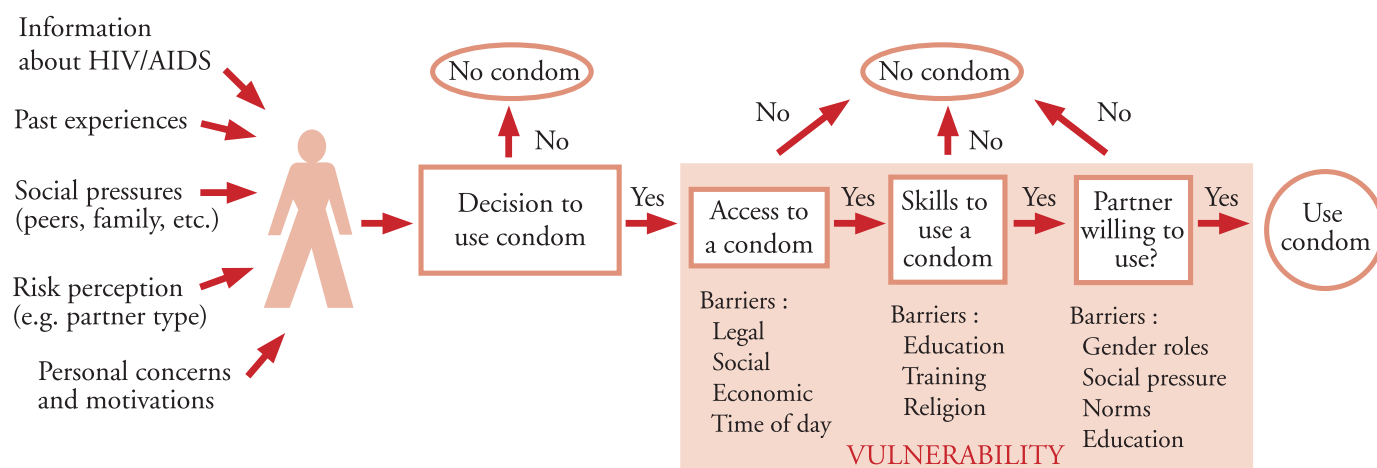 Information
about HIV/AIDS
Past experiences
Social pressures
(peers, family, etc.)
Risk perception
(e.g. partner type)
Personal concerns
and motivations
No condom
No
Decision to
use condom
Yes
No condom
No
No
No
Access to
a condom
Yes
Skills to
use a
condom
Yes
Partner
willing to
use?
Yes
Use
condom
Barriers :
Legal
Social
Economic
Time of day
Barriers :
Education
Training
Religion
Barriers :
Gender roles
Social pressure
Norms
Education
VULNERABILITY